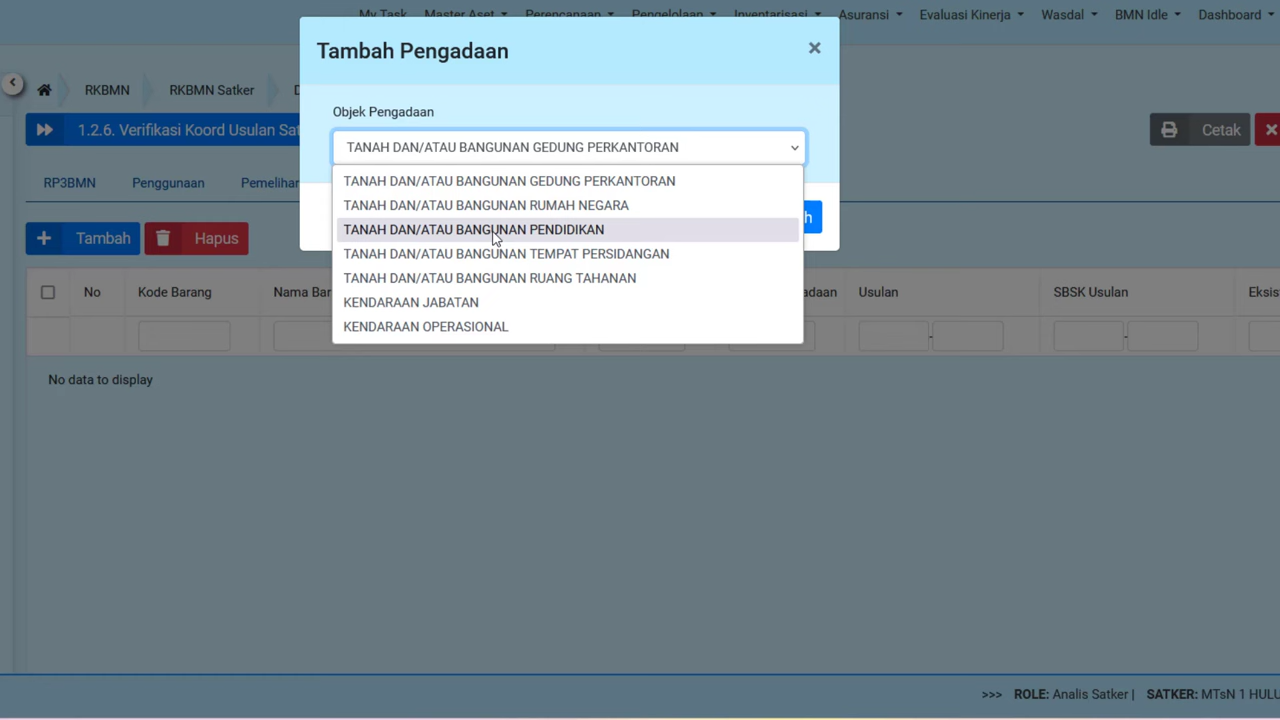 My Task Master Aset Perencanaan Pengelolaan Inventarisasi Asuransi Evaluasi Kinerja Wasdal BMN Idle Dashboard
Tambah Pengadaan ×
RKBMN RKBMN Satker
Objek Pengadaan
1.2.6. Verifikasi Koord Usulan Sat Cetak
TANAH DAN/ATAU BANGUNAN GEDUNG PERKANTORAN
RP3BMN Penggunaan Pemelihar
TANAH DAN/ATAU BANGUNAN GEDUNG PERKANTORAN
TANAH DAN/ATAU BANGUNAN RUMAH NEGARA
TANAH DAN/ATAU BANGUNAN PENDIDIKAN
TANAH DAN/ATAU BANGUNAN TEMPAT PERSIDANGAN
TANAH DAN/ATAU BANGUNAN RUANG TAHANAN
KENDARAAN JABATAN
KENDARAAN OPERASIONAL
Tambah Hapus h
No Kode Barang Nama Bar adaan Usulan SBSK Usulan Eksis
- -
No data to display
>>> ROLE: Analis Satker | SATKER: MTsN 1 HULU